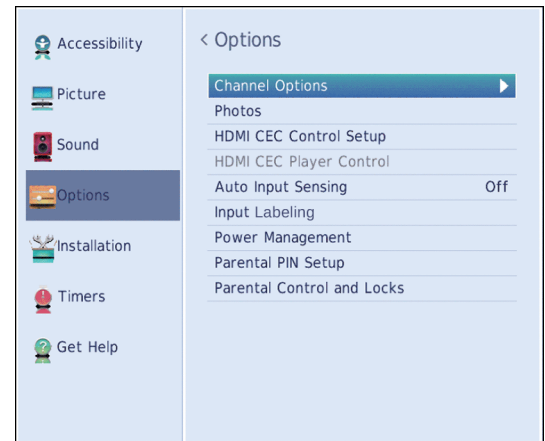 Accessibility
Picture
Sound
Options
Installation
Timers
Get Help
< Options
Channel Options
Photos
HDMI CEC Control Setup
HDMI CEC Player Control
Auto Input Sensing Off
Input Labeling
Power Management
Parental PIN Setup
Parental Control and Locks